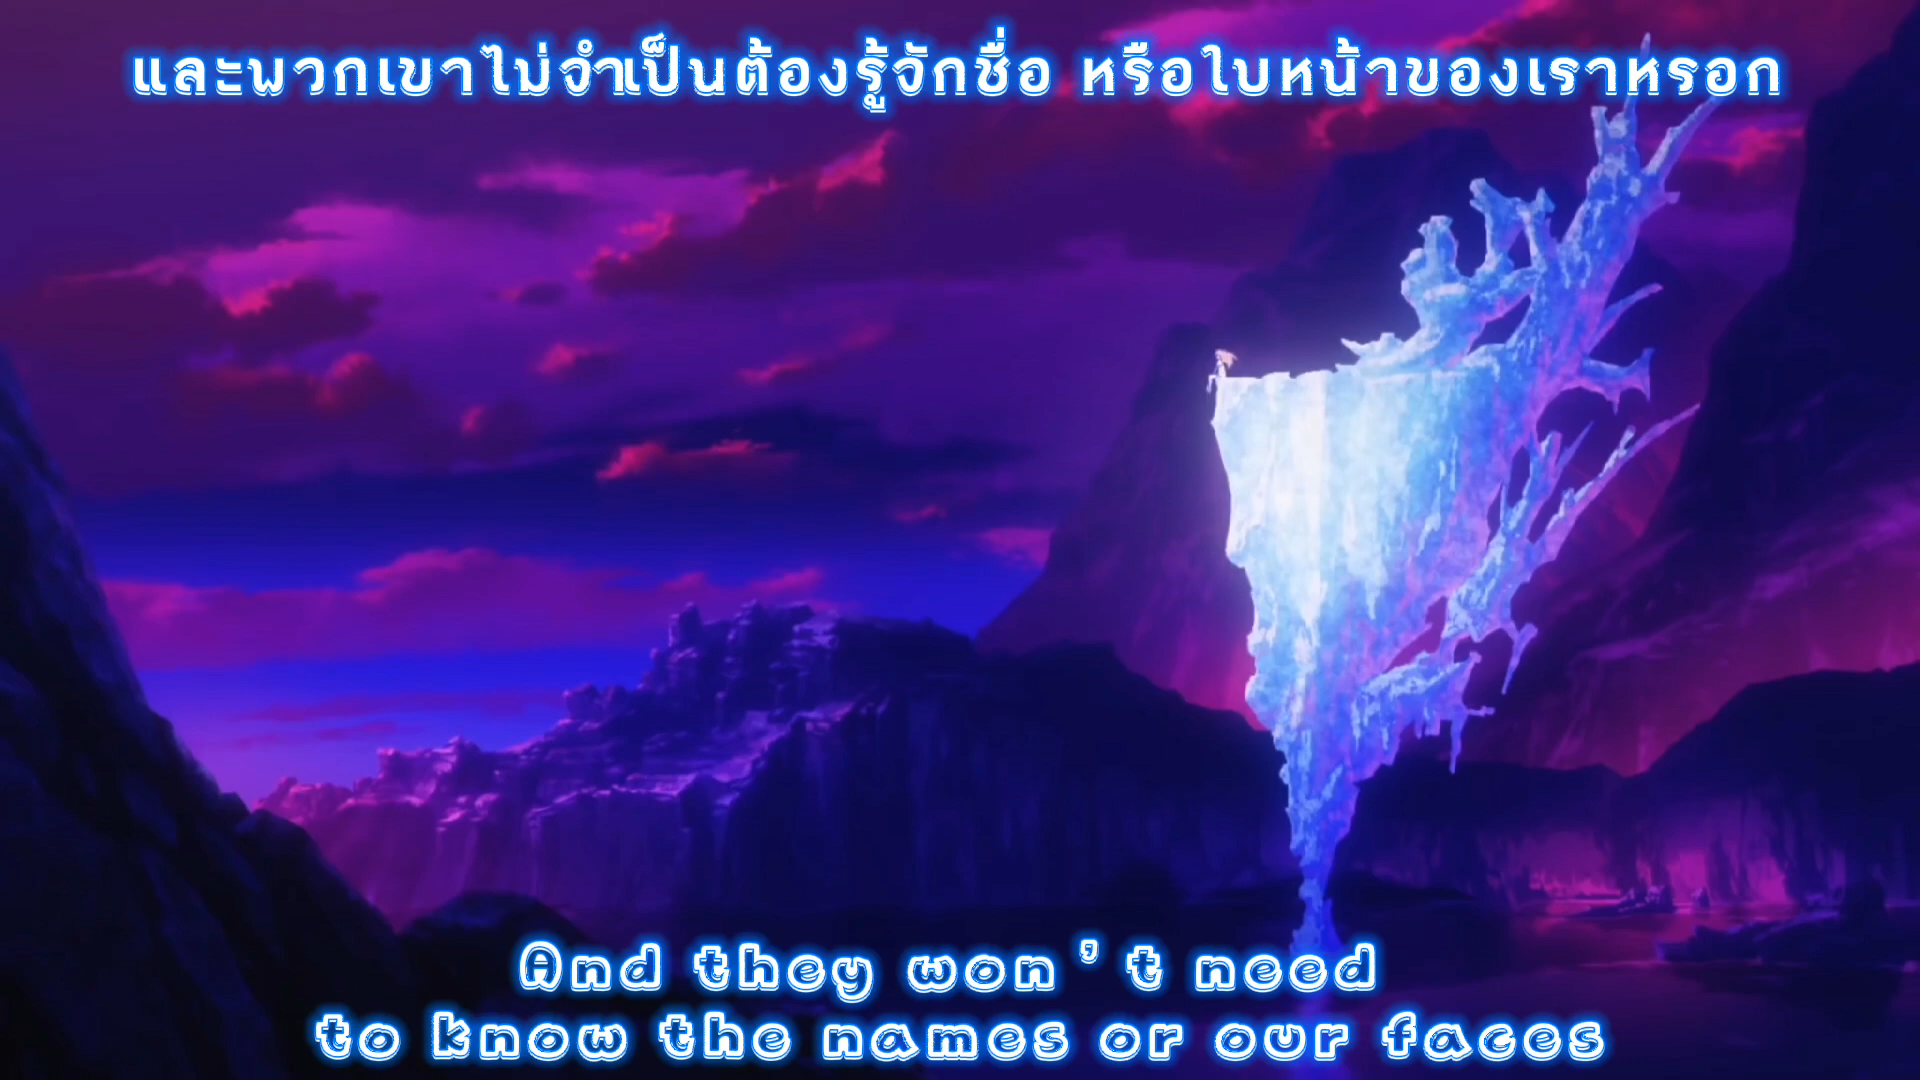 และพวกเขาไม่จำเป็นต้องรู้จักชื่อ หรือใบหน้าของเราหรอก
And they won't need
to know the names or our faces